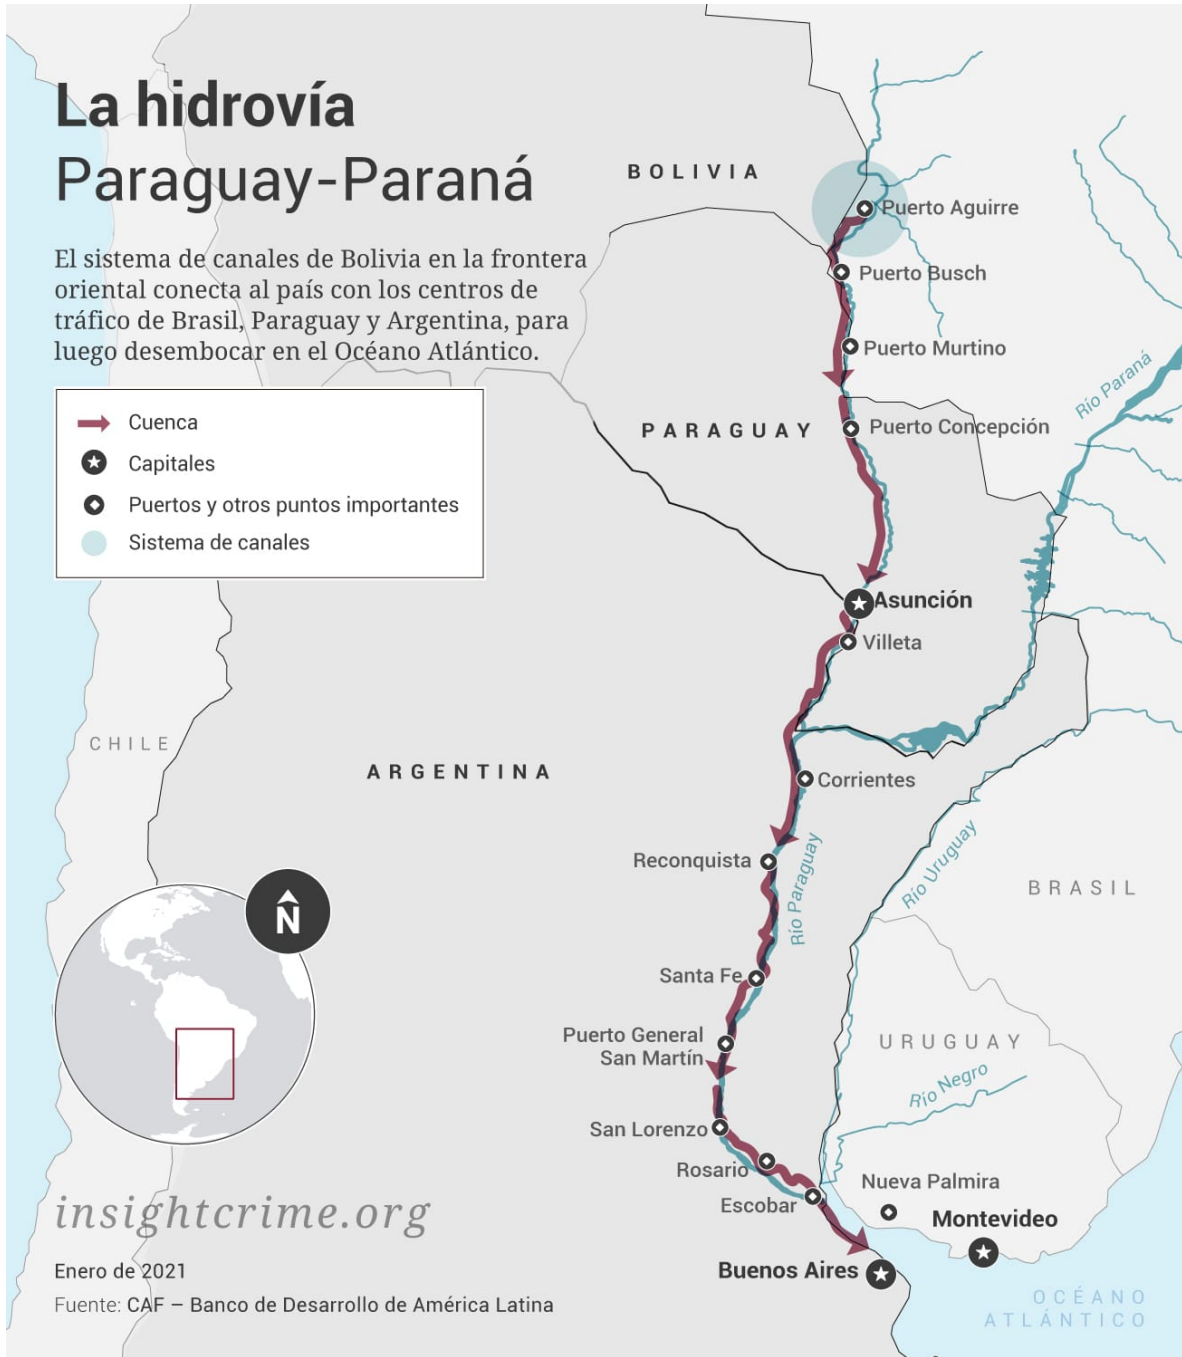 La hidrovía
Paraguay-Paraná
El sistema de canales de Bolivia en la frontera
oriental conecta al país con los centros de
tráfico de Brasil, Paraguay y Argentina, para
luego desembocar en el Océano Atlántico.
Cuenca
Capitales
Puertos y otros puntos importantes
Sistema de canales
BOLIVIA
Puerto Aguirre
Puerto Busch
Puerto Murtino
Río Paraná
PARAGUAY
Puerto Concepción
Asunción
Villeta
CHILE
ARGENTINA
Corrientes
Reconquista
Río Paraguay
Río Uruguay
BRASIL
N
Santa Fe
Puerto General
San Martín
URUGUAY
Río Negro
San Lorenzo
Rosario
Escobar
Nueva Palmira
Montevideo
Buenos Aires
OCÉANO
ATLÁNTICO
insightcrime.org
Enero de 2021
Fuente: CAF – Banco de Desarrollo de América Latina